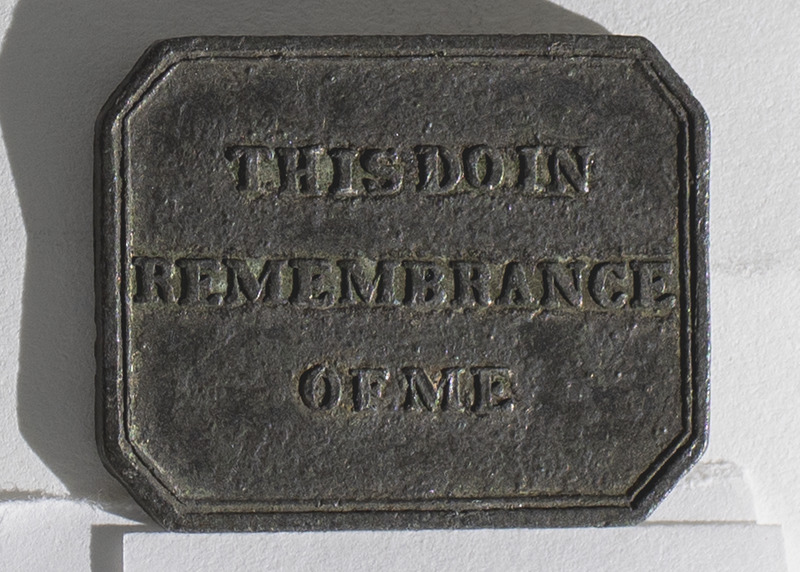 THIS DO IN
REMEMBRANCE
OF ME